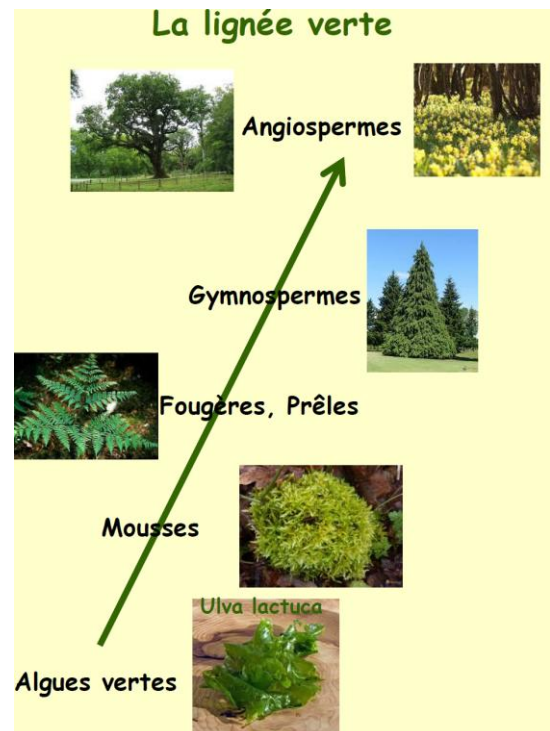 La lignée verte
Angiospermes
Gymnospermes
Fougères, Prêles
Mousses
Ulva lactuca
Algues vertes